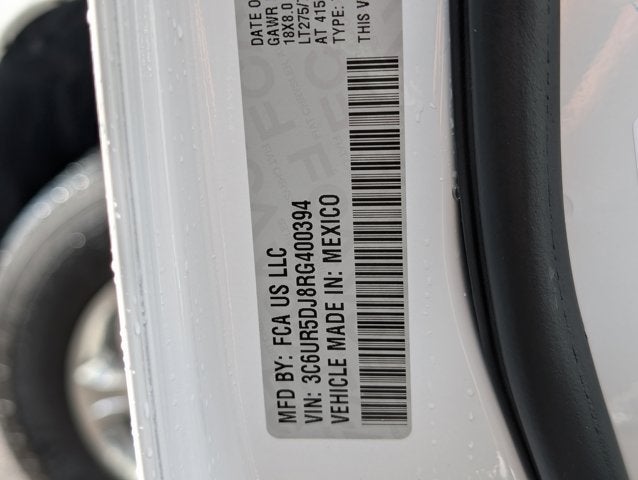 MFD BY: FCA US LLC DATE O
VIN: 3C6UR5DJ8RG400394 GAWR
VEHICLE MADE IN: MEXICO 18X8.0
LT275/
AT 415
TYPE:
THIS V